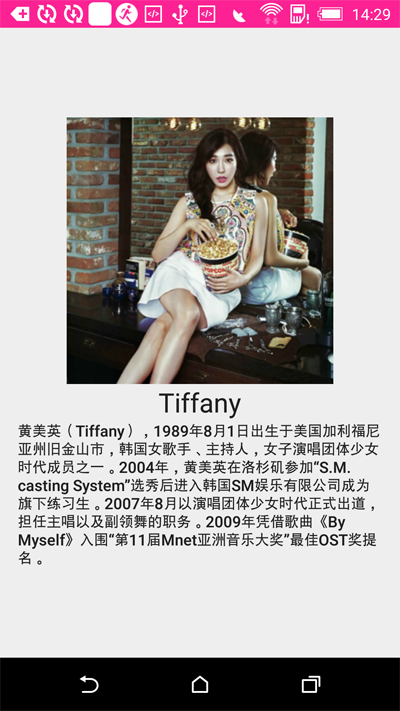 14:29
POPCORN
Tiffany
黄美英（Tiffany），1989年8月1日出生于美国加利福尼
亚州旧金山市，韩国女歌手、主持人，女子演唱团体少女
时代成员之一。2004年，黄美英在洛杉矶参加“S.M.
casting System”选秀后进入韩国SM娱乐有限公司成为
旗下练习生。2007年8月以演唱团体少女时代正式出道，
担任主唱以及副领舞的职务。2009年凭借歌曲《By
Myself》入围“第11届Mnet亚洲音乐大奖”最佳OST奖提
名。